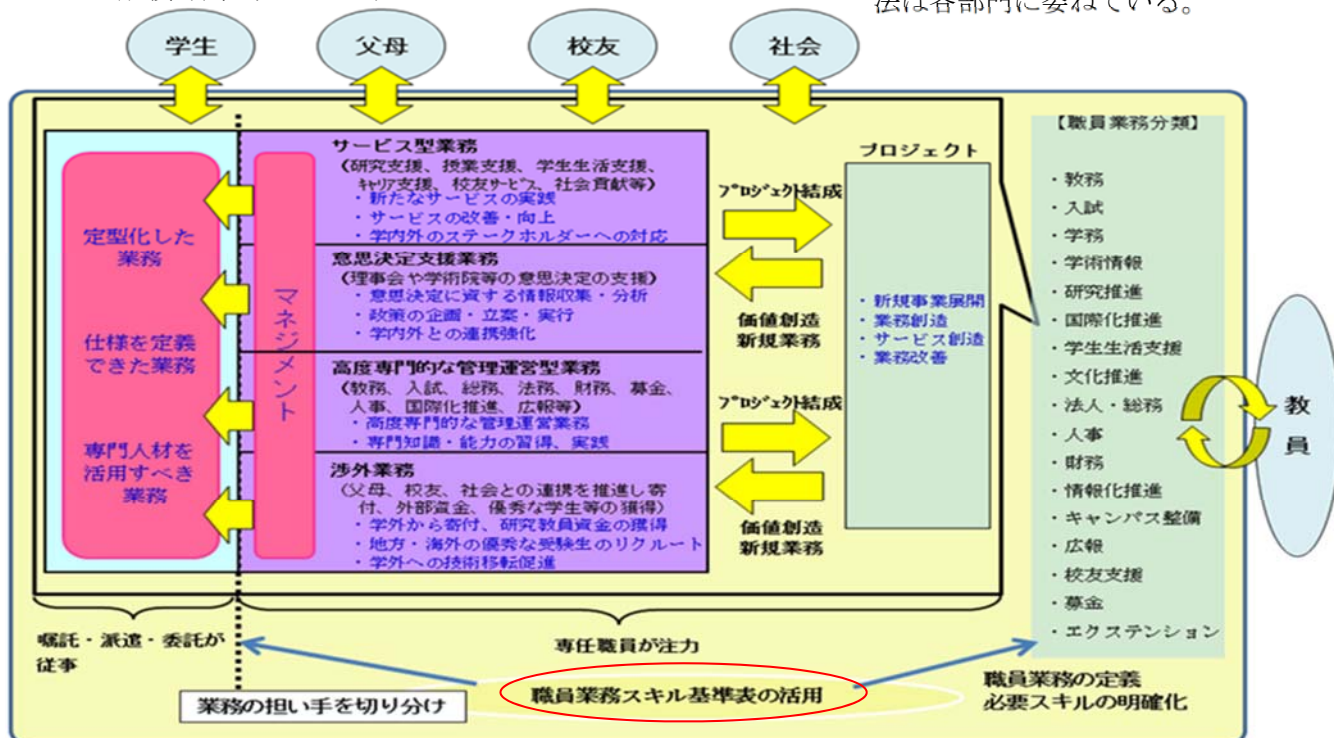 法は各部門に委ねている。
学生
父母
校友
社会
定型化した
業務
仕様を定義
できた業務
専門人材を
活用すべき
業務
マネジメント
サービス型業務
(研究支援、授業支援、学生生活支援、
ｷｬﾘｱ支援、校友ｻｰﾋﾞｽ、社会貢献等)
・新たなサービスの実践
・サービスの改善・向上
・学内外のステークホルダーへの対応
意思決定支援業務
(理事会や学術院等の意思決定の支援)
・意思決定に資する情報収集・分析
・政策の企画・立案・実行
・学内外との連携強化
高度専門的な管理運営型業務
(教務、入試、総務、法務、財務、募金、
人事、国際化推進、広報等)
・高度専門的な管理運営業務
・専門知識・能力の習得、実践
渉外業務
(父母、校友、社会との連携を推進し寄
付、外部資金、優秀な学生等の獲得)
・学外から寄付、研究教員資金の獲得
・地方・海外の優秀な受験生のリクルート
・学外への技術移転促進
ﾌﾟﾛｼﾞｪｸﾄ結成
価値創造
新規業務
ﾌﾟﾛｼﾞｪｸﾄ結成
価値創造
新規業務
プロジェクト
・新規事業展開
・業務創造
・サービス創造
・業務改善
【職員業務分類】
・教務
・入試
・学務
・学術情報
・研究推進
・国際化推進
・学生生活支援
・文化推進
・法人・総務
・人事
・財務
・情報化推進
・キャンパス整備
・広報
・校友支援
・募金
・エクステンション
教員
嘱託・派遣・委託が
従事
専任職員が注力
業務の担い手を切り分け
職員業務スキル基準表の活用
職員業務の定義
必要スキルの明確化